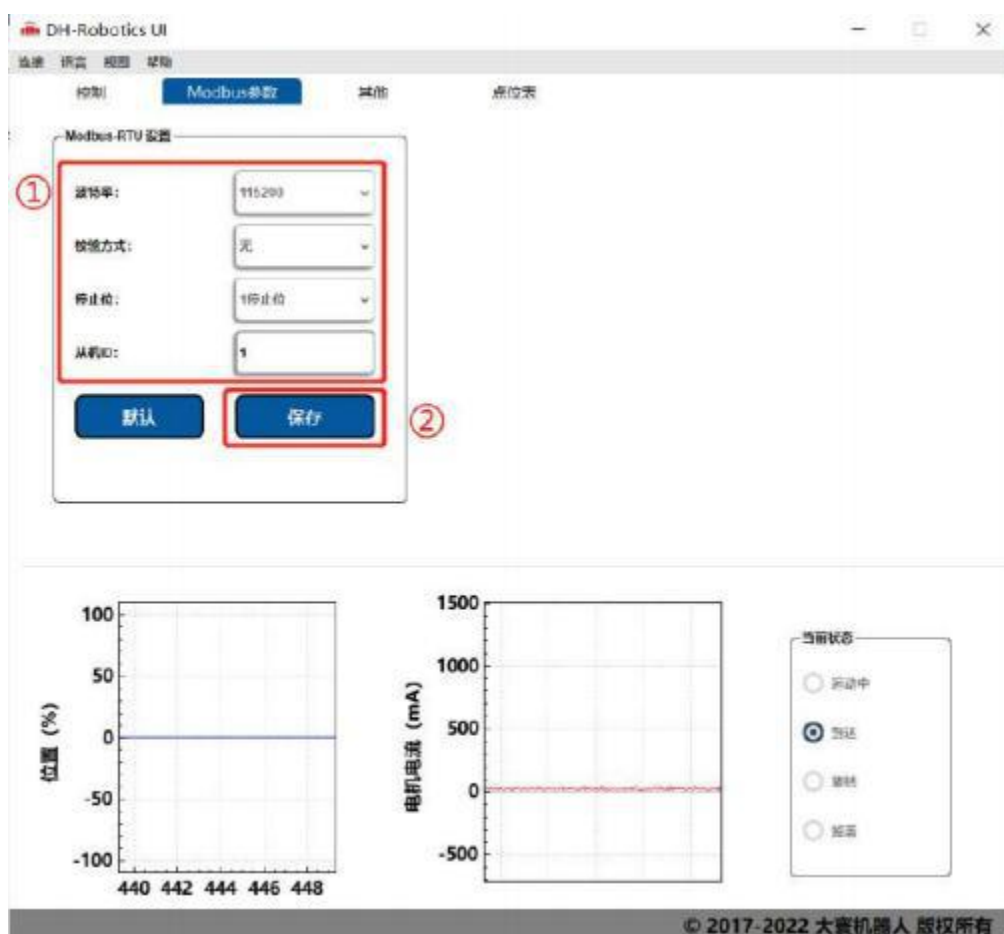 DH-Robotics UI
连接 语言 视图 帮助
控制 Modbus参数 其他 点位表
Modbus-RTU 设置
①
波特率: 115200
校验方式: 无
停止位: 1停止位
从机ID: 1
默认 保存 ②
位置 (%)
100
50
0
-50
-100
440 442 444 446 448
电机电流 (mA)
1500
1000
500
0
-500
当前状态
运动中
到达
© 2017-2022 大寰机器人 版权所有